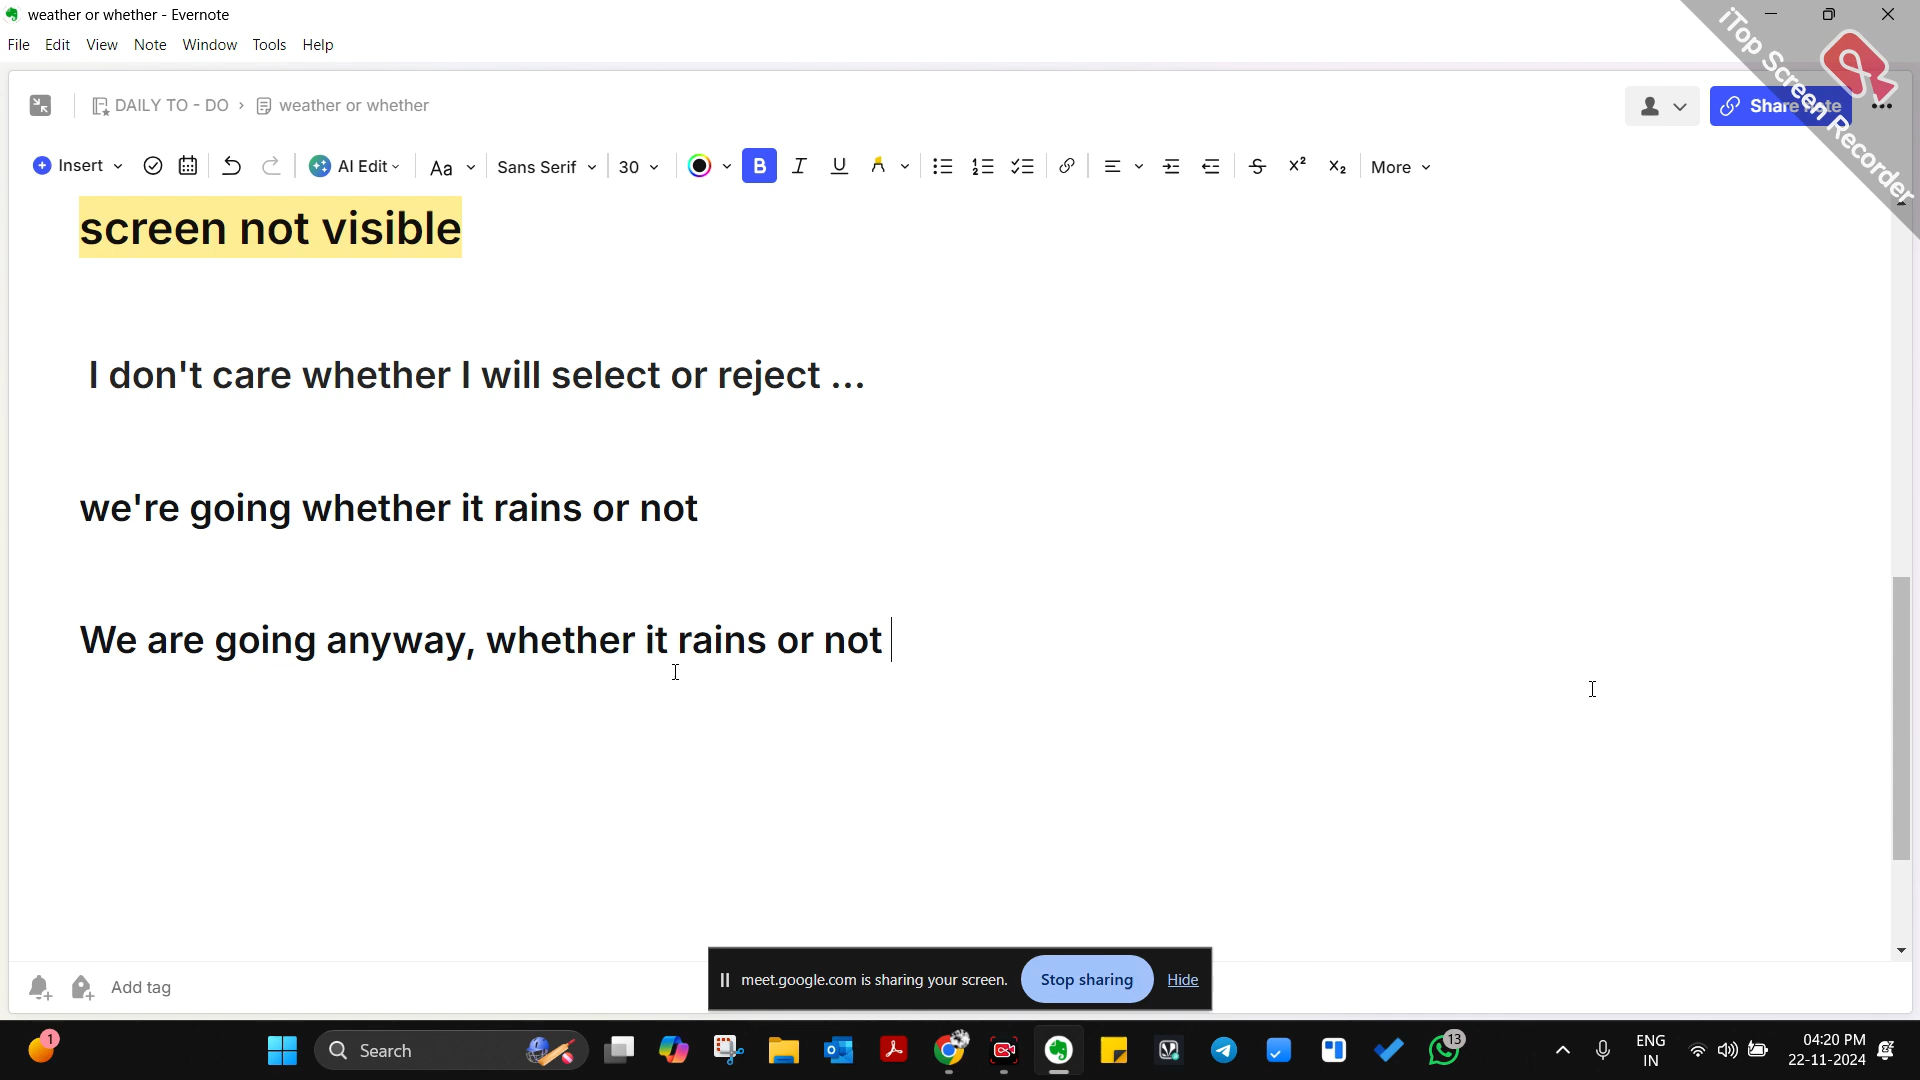 weather or whether - Evernote
File Edit View Note Window Tools Help
DAILY TO - DO › weather or whether
Share
iTop Screen Recorder
Insert AI Edit Aa Sans Serif 30 B I U A S X² X₂ More
screen not visible
I don't care whether I will select or reject ...
we're going whether it rains or not
We are going anyway, whether it rains or not
Add tag
meet.google.com is sharing your screen. Stop sharing Hide
1
Search
13
ENG
IN
04:20 PM
22-11-2024